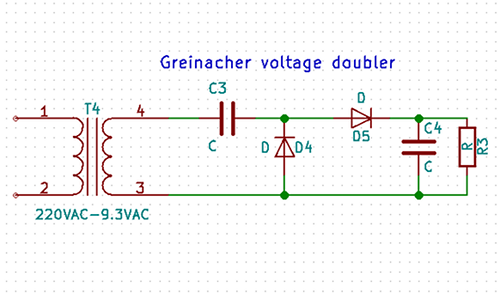 Greinacher voltage doubler
C3
D
1 T4 4
C4
C D D4 D5 C R R3
2 3
220VAC-9.3VAC